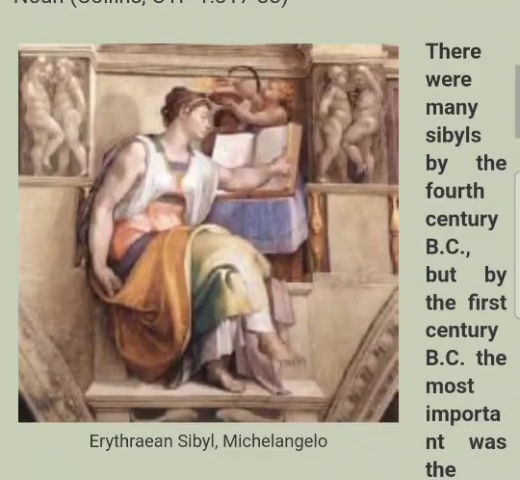 Erythraean Sibyl, Michelangelo
There
were
many
sibyls
by the
fourth
century
B.C.,
but by
the first
century
B.C. the
most
importa
nt was
the